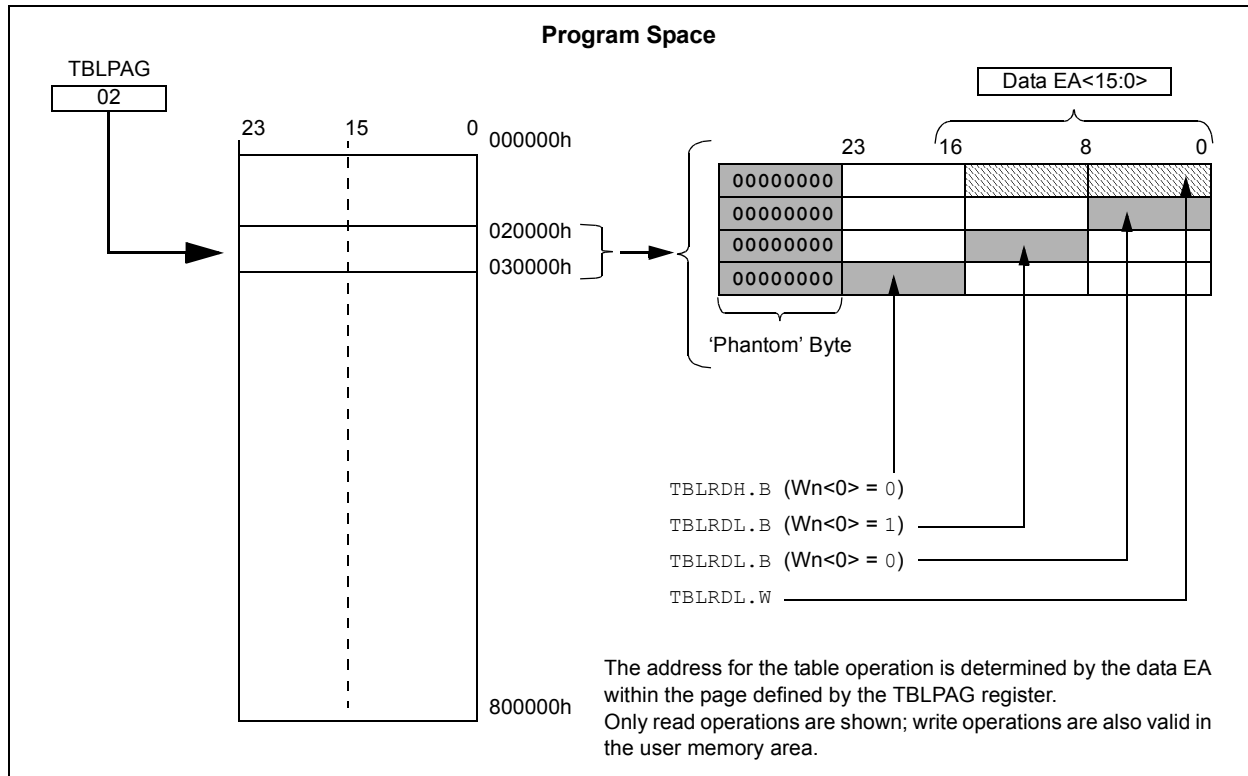 Program Space
TBLPAG
02
Data EA<15:0>
23 15 0
000000h
23 16 8 0
00000000
020000h
00000000
00000000
030000h
00000000
‘Phantom’ Byte
TBLRDH.B (Wn<0> = 0)
TBLRDL.B (Wn<0> = 1)
TBLRDL.B (Wn<0> = 0)
TBLRDL.W
The address for the table operation is determined by the data EA
within the page defined by the TBLPAG register.
Only read operations are shown; write operations are also valid in
the user memory area.
800000h